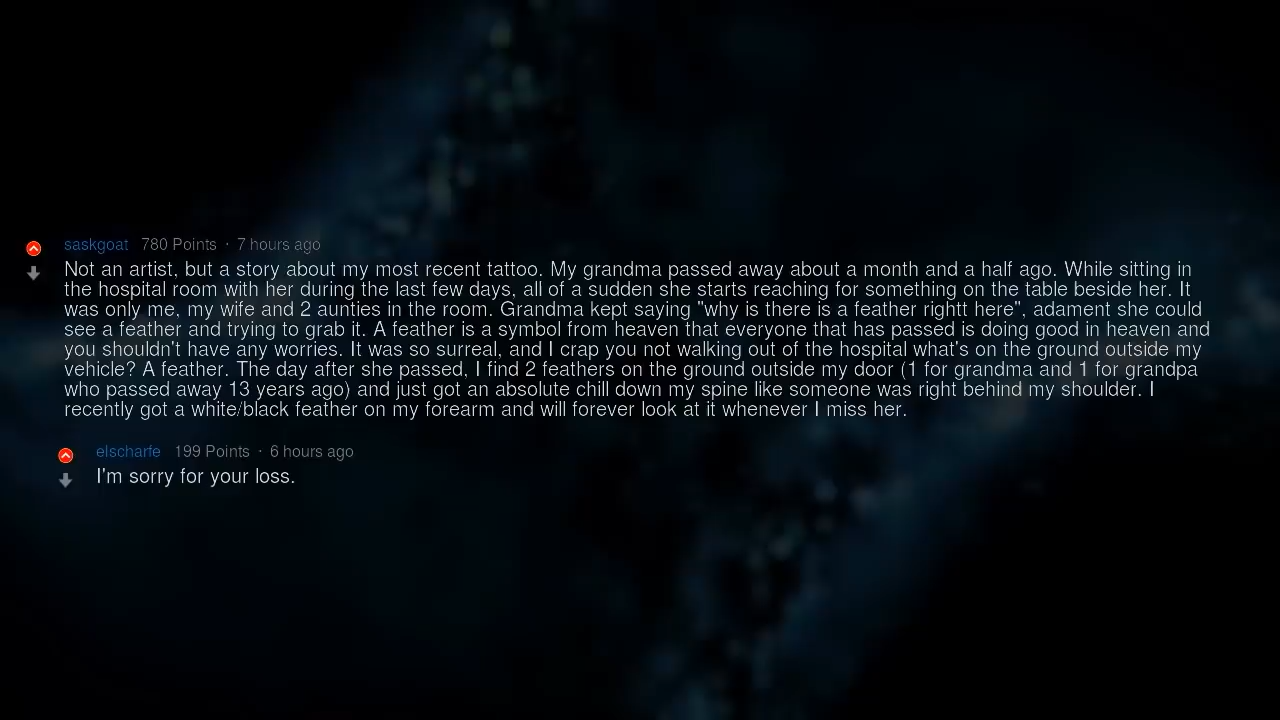 saskgoat 780 Points · 7 hours ago
Not an artist, but a story about my most recent tattoo. My grandma passed away about a month and a half ago. While sitting in
the hospital room with her during the last few days, all of a sudden she starts reaching for something on the table beside her. It
was only me, my wife and 2 aunties in the room. Grandma kept saying "why is there is a feather rightt here", adament she could
see a feather and trying to grab it. A feather is a symbol from heaven that everyone that has passed is doing good in heaven and
you shouldn't have any worries. It was so surreal, and I crap you not walking out of the hospital what's on the ground outside my
vehicle? A feather. The day after she passed, I find 2 feathers on the ground outside my door (1 for grandma and 1 for grandpa
who passed away 13 years ago) and just got an absolute chill down my spine like someone was right behind my shoulder. I
recently got a white/black feather on my forearm and will forever look at it whenever I miss her.
elscharfe 199 Points · 6 hours ago
I'm sorry for your loss.